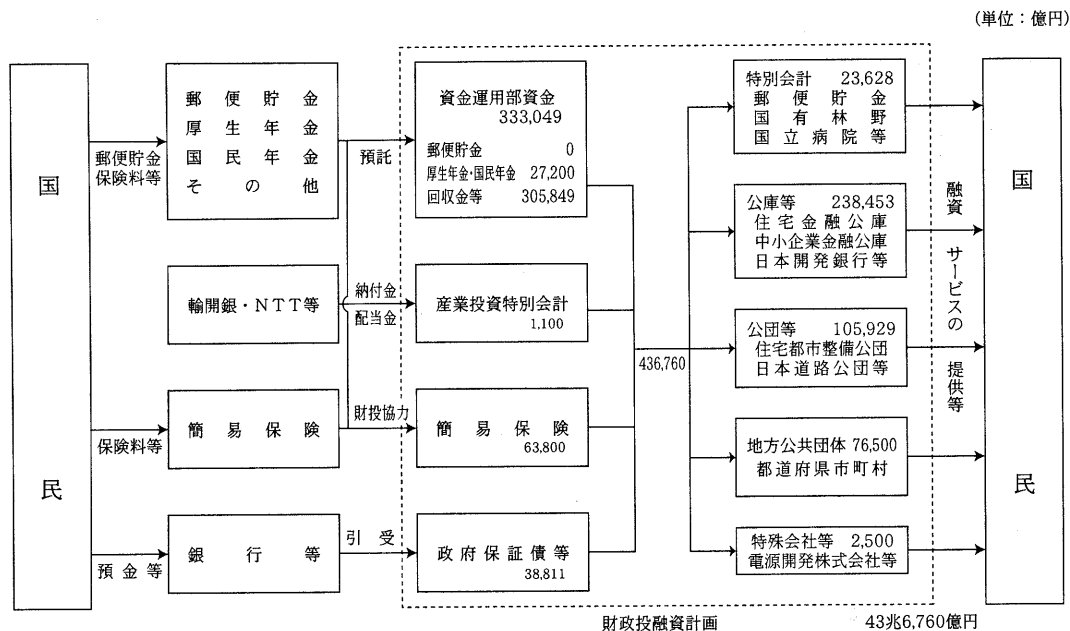 (単位:億円)
国
民
郵便貯金
保険料等
保険料等
預金等
郵便貯金
厚生年金
国民年金
その他
輸開銀・NTT等
簡易保険
銀行等
預託
納付金
配当金
財投協力
引受
資金運用部資金
333,049
郵便貯金 0
厚生年金・国民年金 27,200
回収金等 305,849
産業投資特別会計
1,100
簡易保険
63,800
政府保証債等
38,811
436,760
特別会計 23,628
郵便貯金
国有林野
国立病院等
公庫等 238,453
住宅金融公庫
中小企業金融公庫
日本開発銀行等
公団等 105,929
住宅都市整備公団
日本道路公団等
地方公共団体 76,500
都道府県市町村
特殊会社等 2,500
電源開発株式会社等
融資
サービスの
提供等
国
民
財政投融資計画 43兆6,760億円